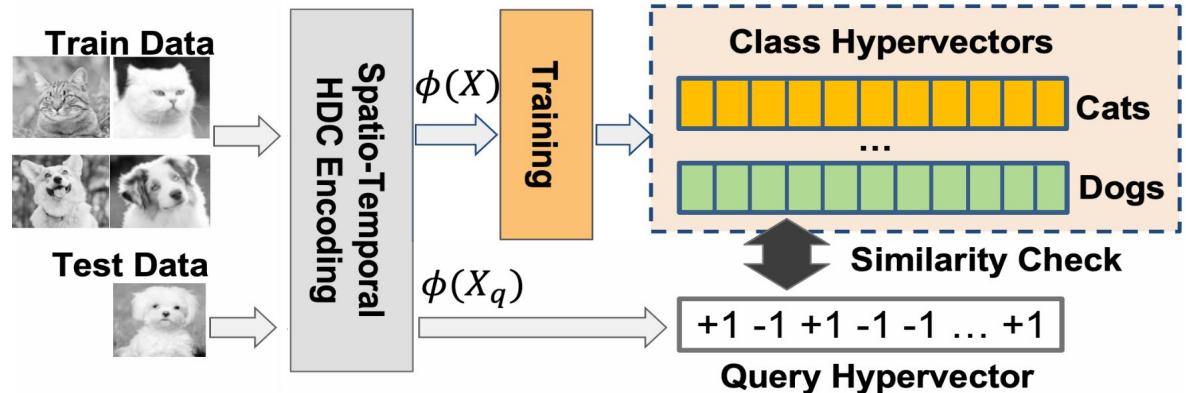 Train Data
Test Data
Spatio-Temporal
HDC Encoding
ϕ(X)
ϕ(X_q)
Training
Class Hypervectors
Cats
...
Dogs
Similarity Check
+1 -1 +1 -1 -1 ... +1
Query Hypervector